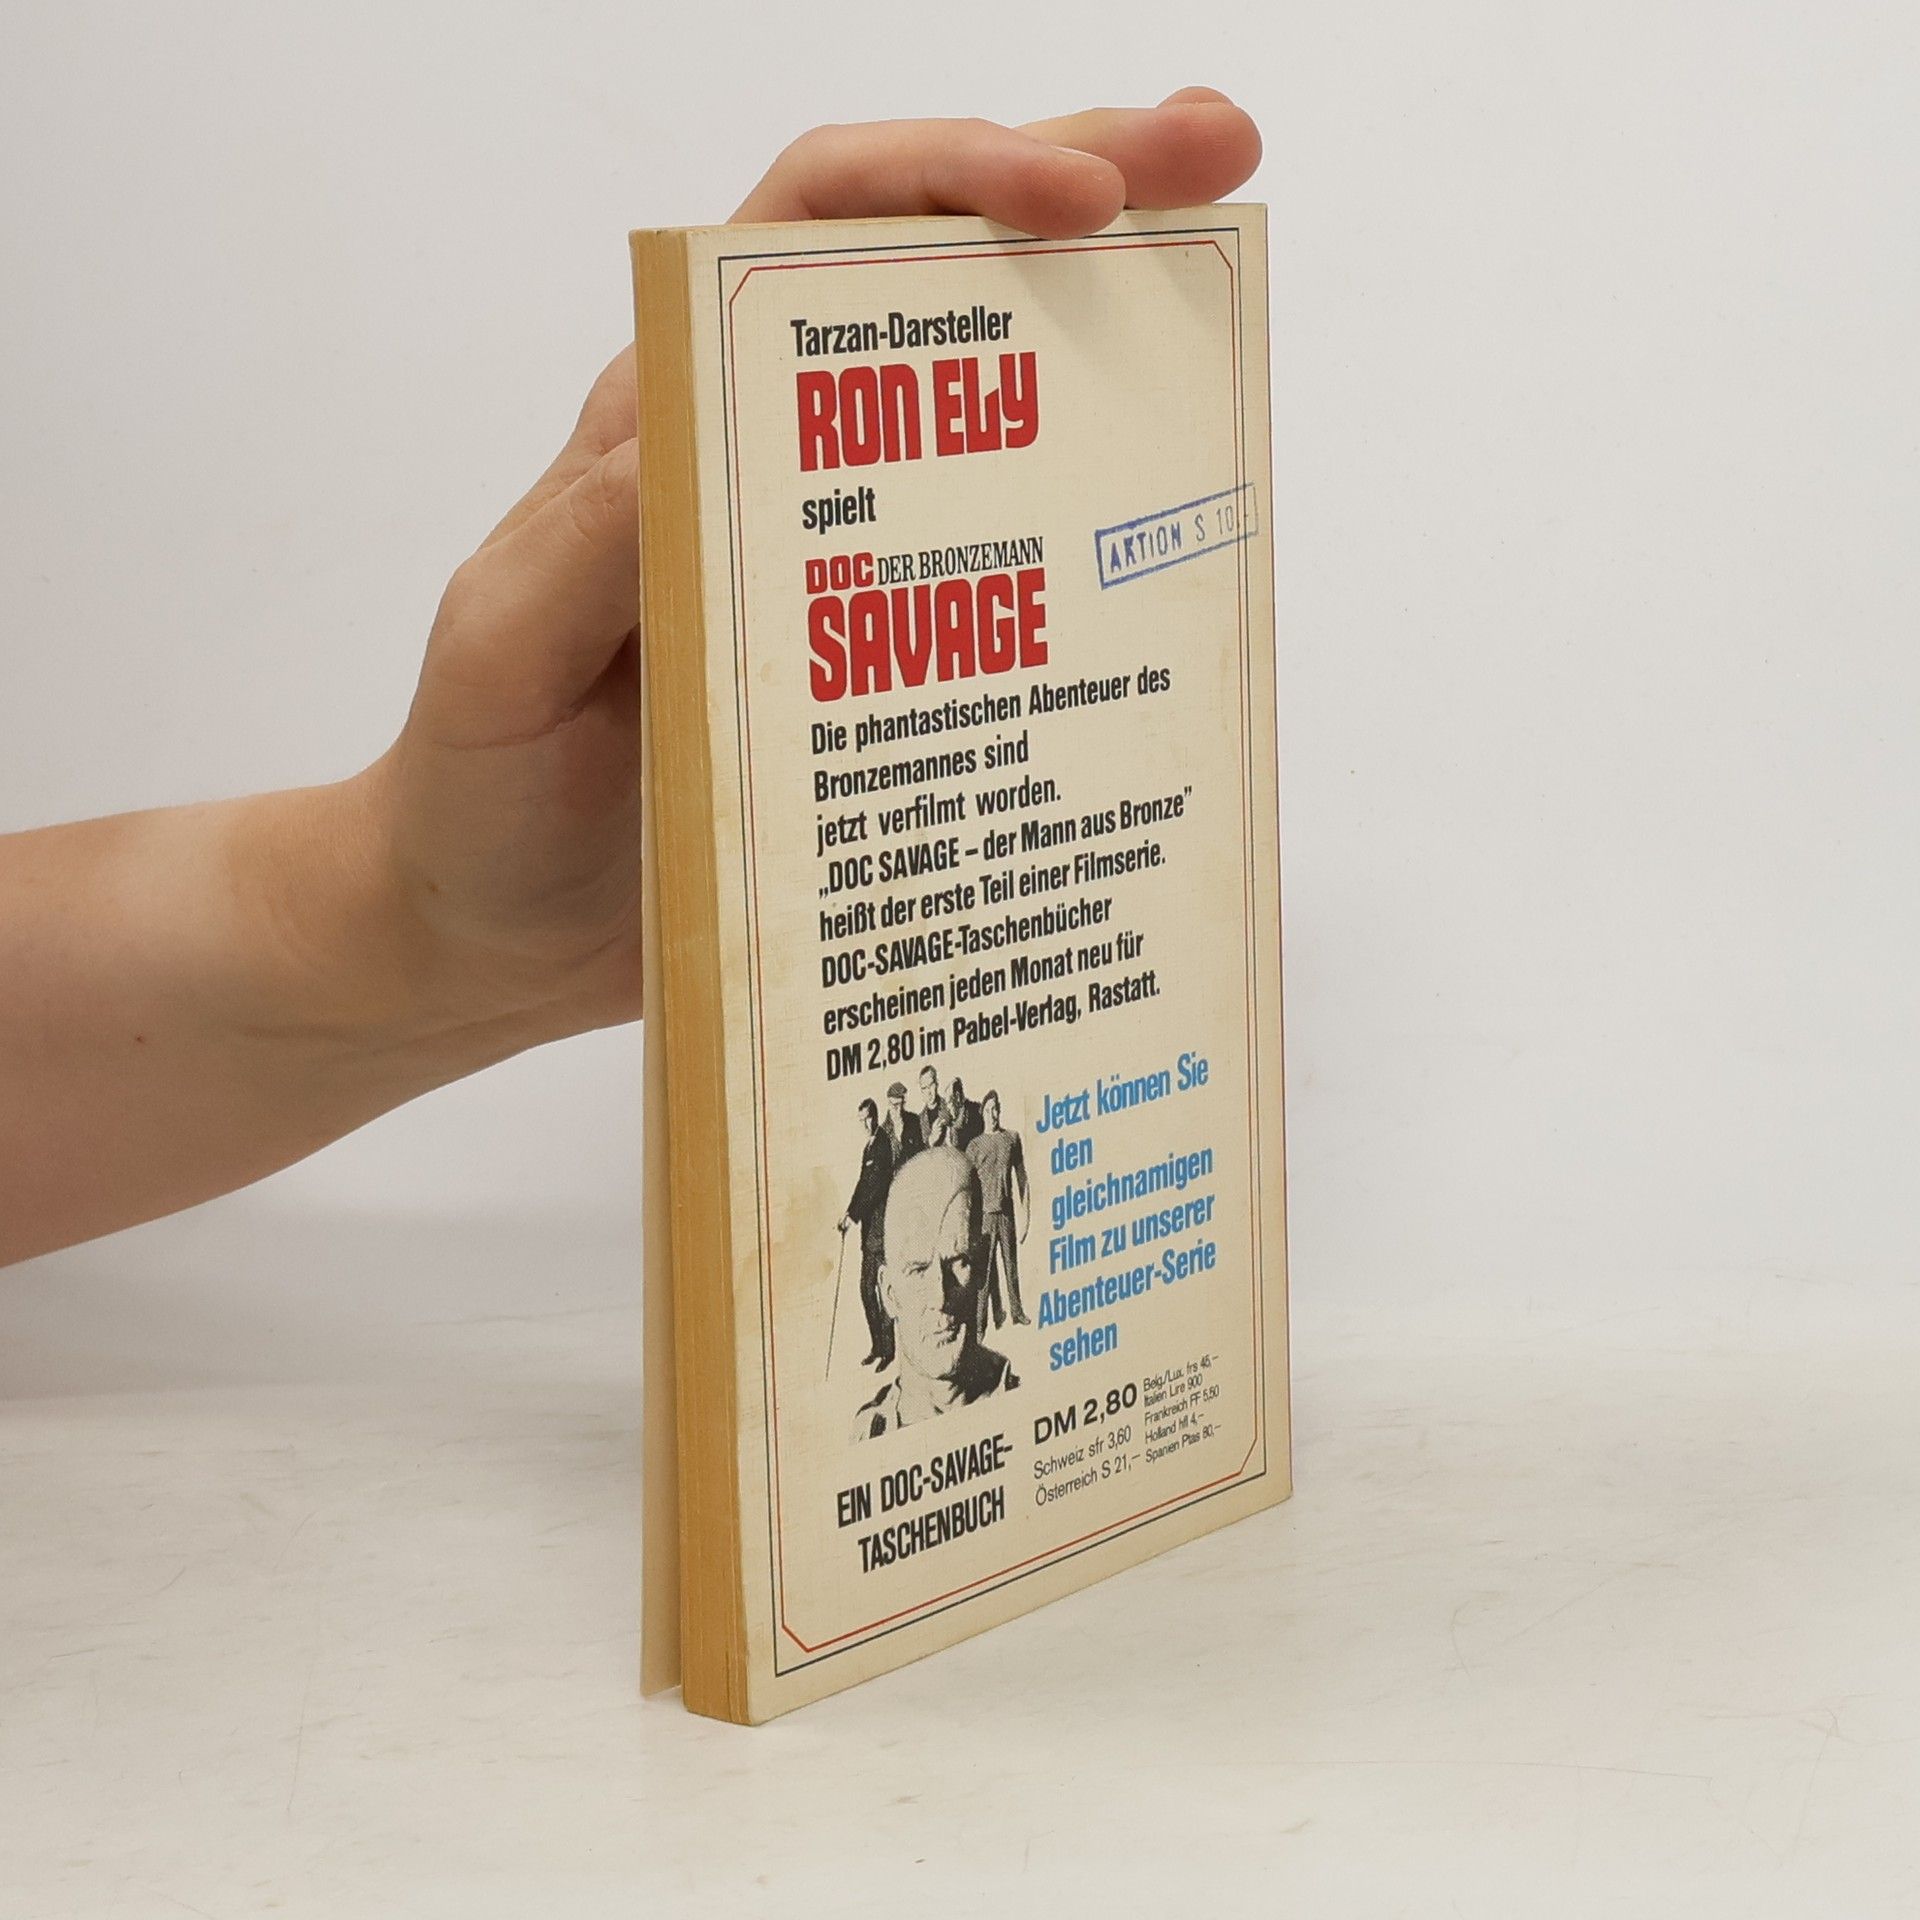 Tarzan-Darsteller
RON ELY
spielt
DOC DER BRONZEMANN
SAVAGE
AKTION S 10.-
Die phantastischen Abenteuer des
Bronzemannes sind
jetzt verfilmt worden.
„DOC SAVAGE – der Mann aus Bronze”
heißt der erste Teil einer Filmserie.
DOC-SAVAGE-Taschenbücher
erscheinen jeden Monat neu für
DM 2,80 im Pabel-Verlag, Rastatt.
Jetzt können Sie
den
gleichnamigen
Film zu unserer
Abenteuer-Serie
sehen
EIN DOC-SAVAGE-
TASCHENBUCH
DM 2,80
Schweiz sfr 3,60
Österreich S 21,–
Belg./Lux. frs 45,–
Italien Lire 900
Frankreich FF 5,50
Holland hfl 4,–
Spanien Ptas 80,–